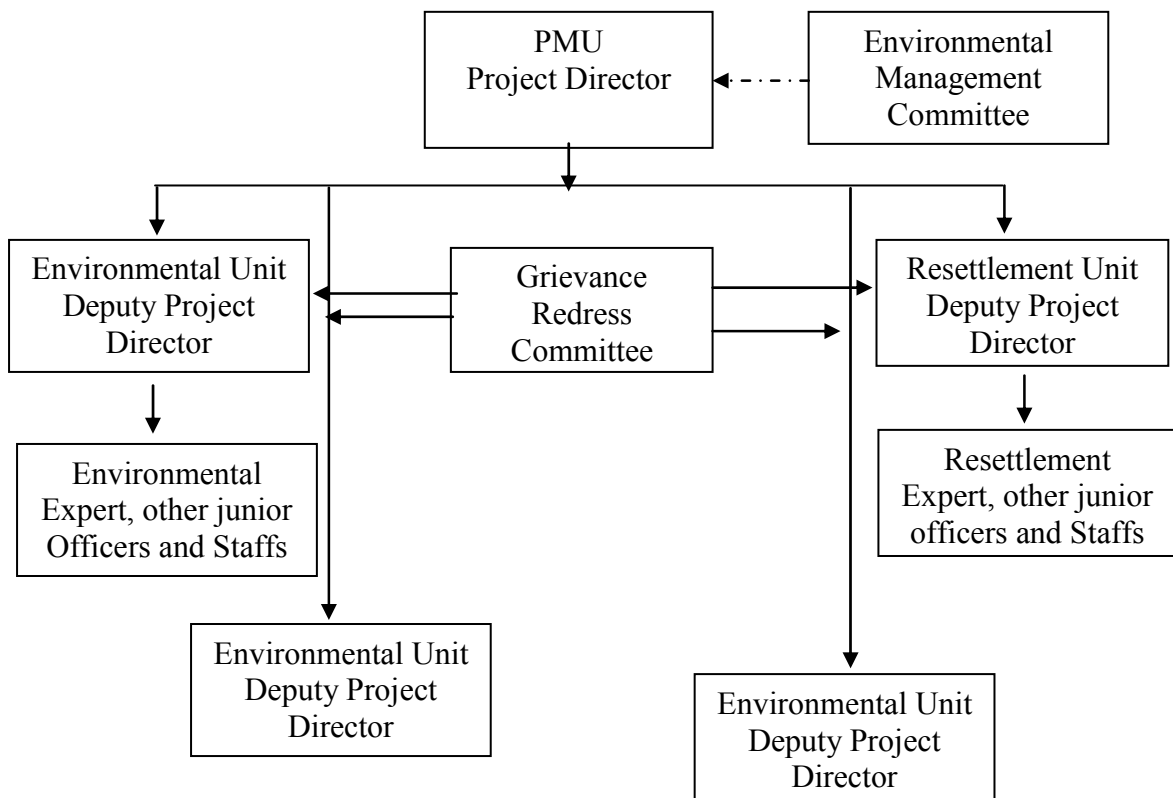 PMU
Project Director
Environmental
Management
Committee
Environmental Unit
Deputy Project
Director
Grievance
Redress
Committee
Resettlement Unit
Deputy Project
Director
Environmental
Expert, other junior
Officers and Staffs
Resettlement
Expert, other junior
officers and Staffs
Environmental Unit
Deputy Project
Director
Environmental Unit
Deputy Project
Director